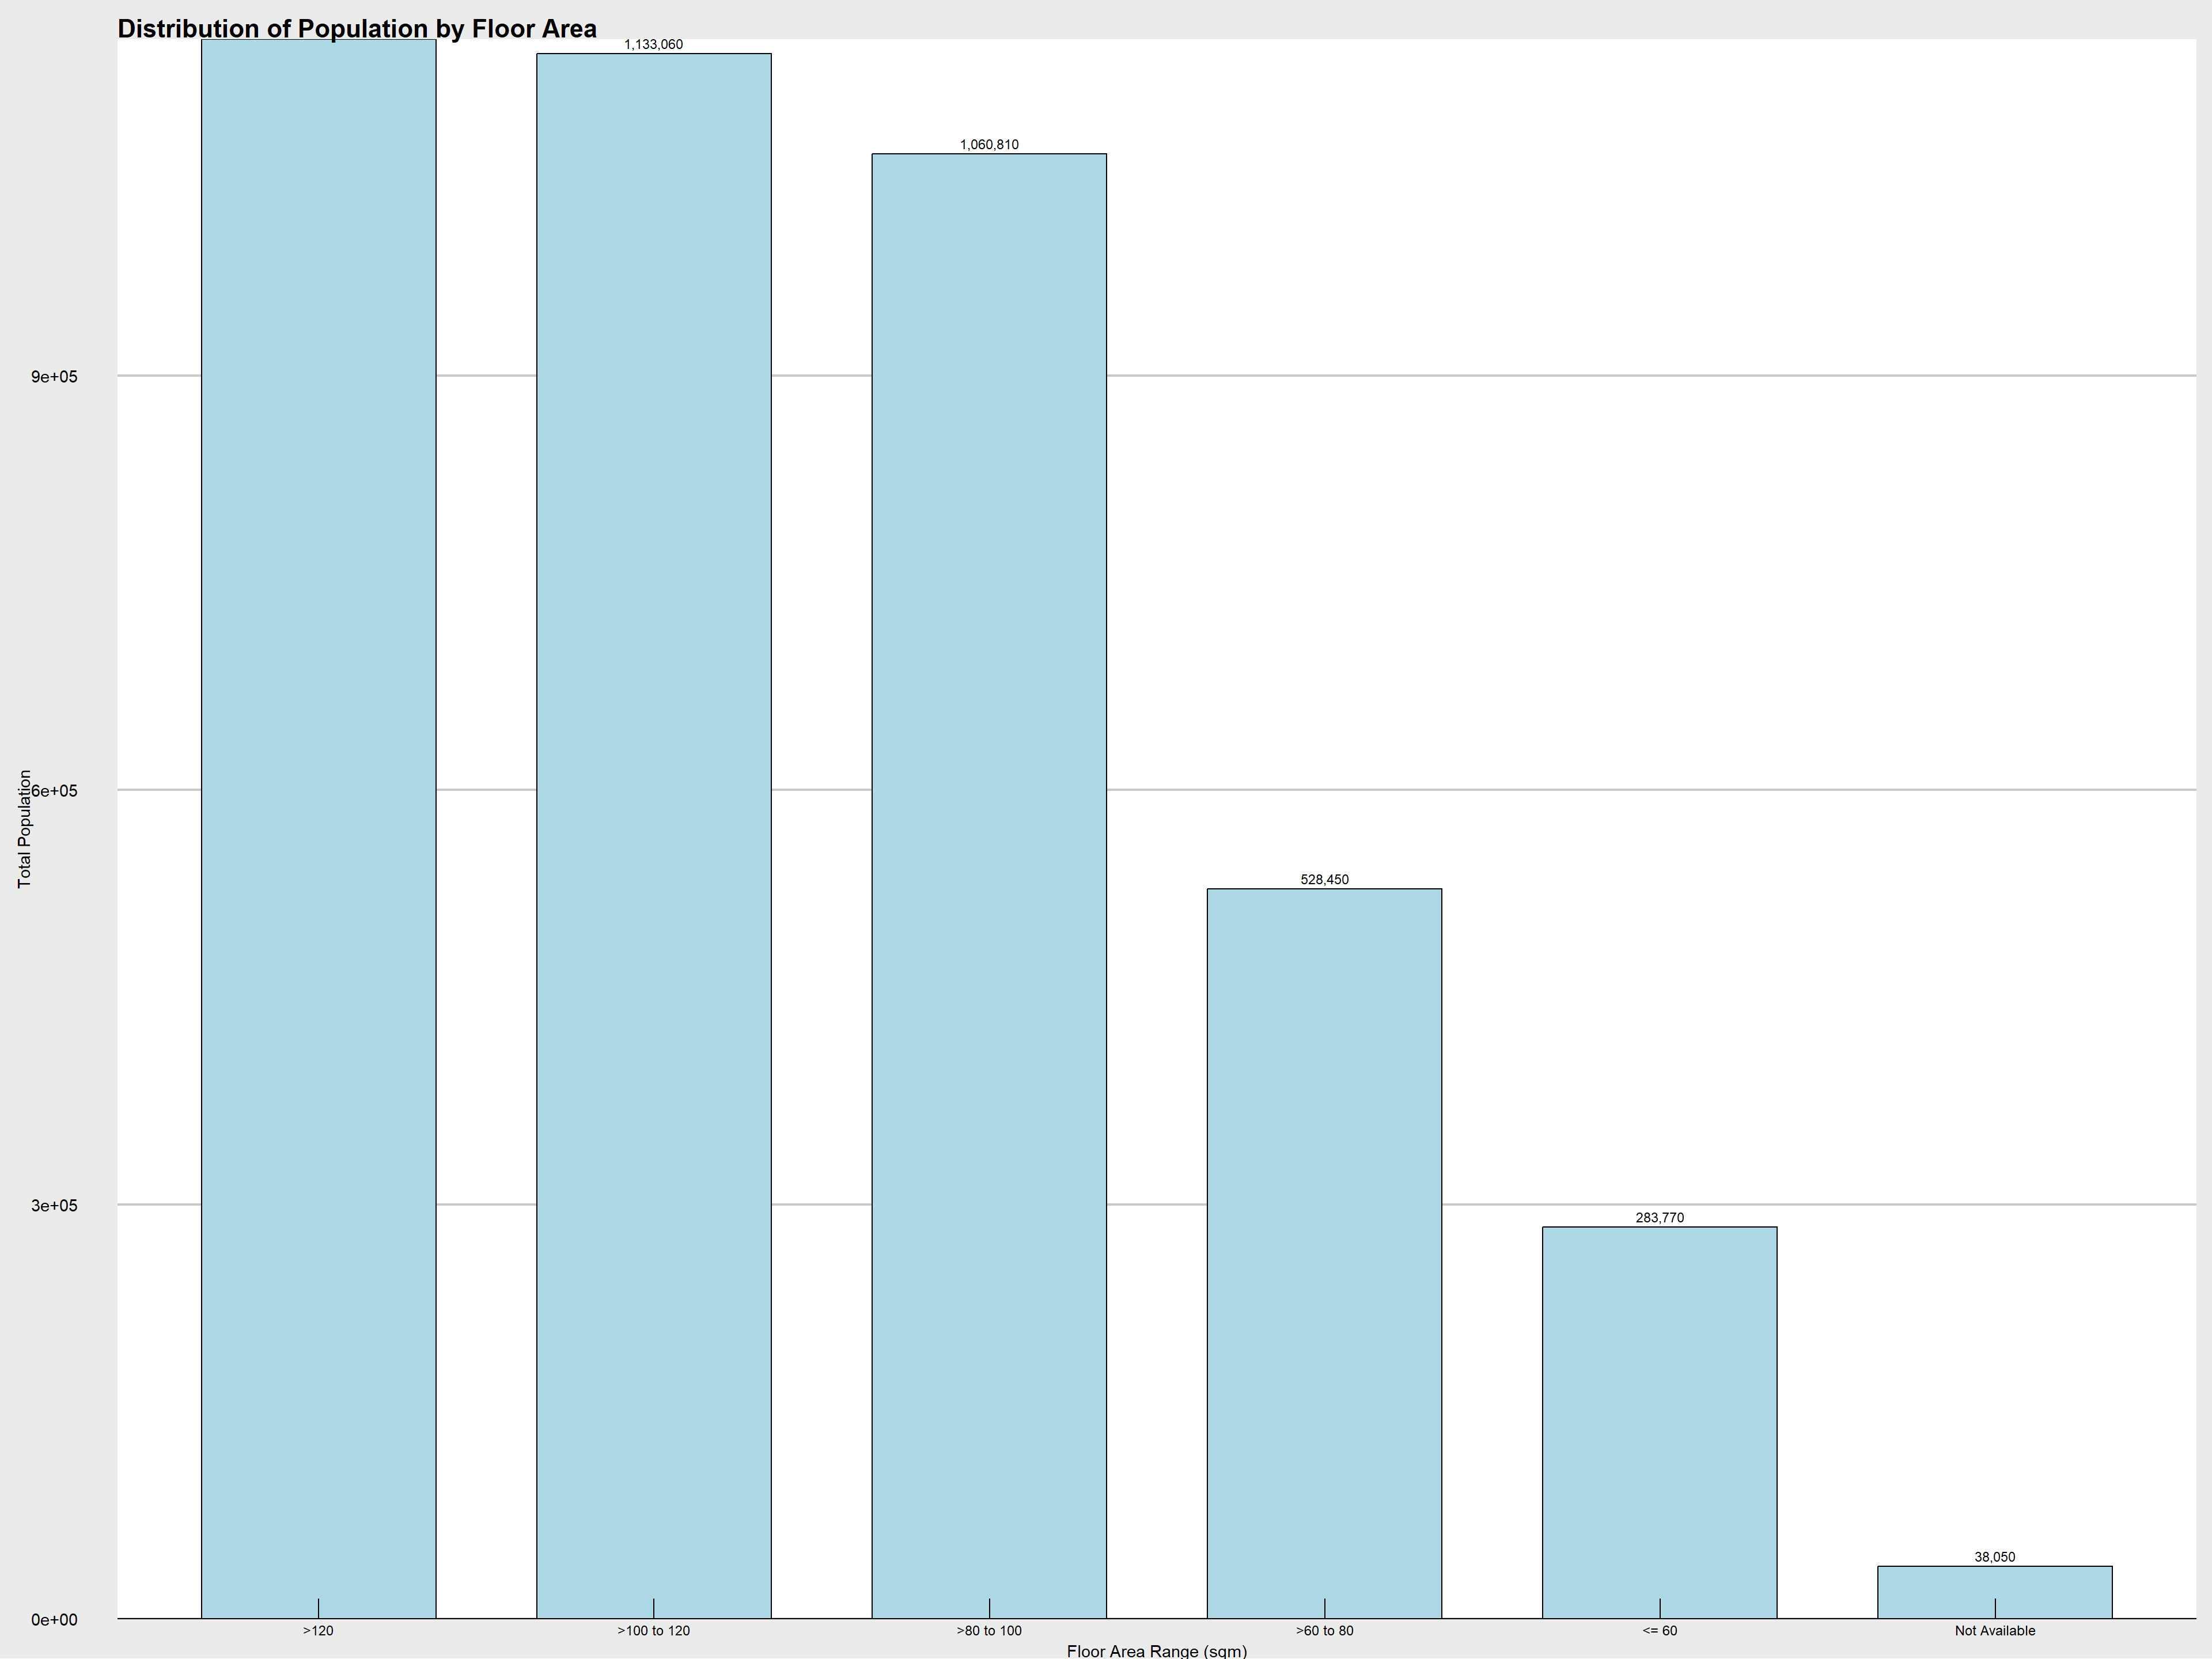 Distribution of Population by Floor Area
1,133,060
1,060,810
9e+05
6e+05
Total Population
528,450
3e+05
283,770
38,050
0e+00
>120
>100 to 120
>80 to 100
>60 to 80
<= 60
Not Available
Floor Area Range (sqm)